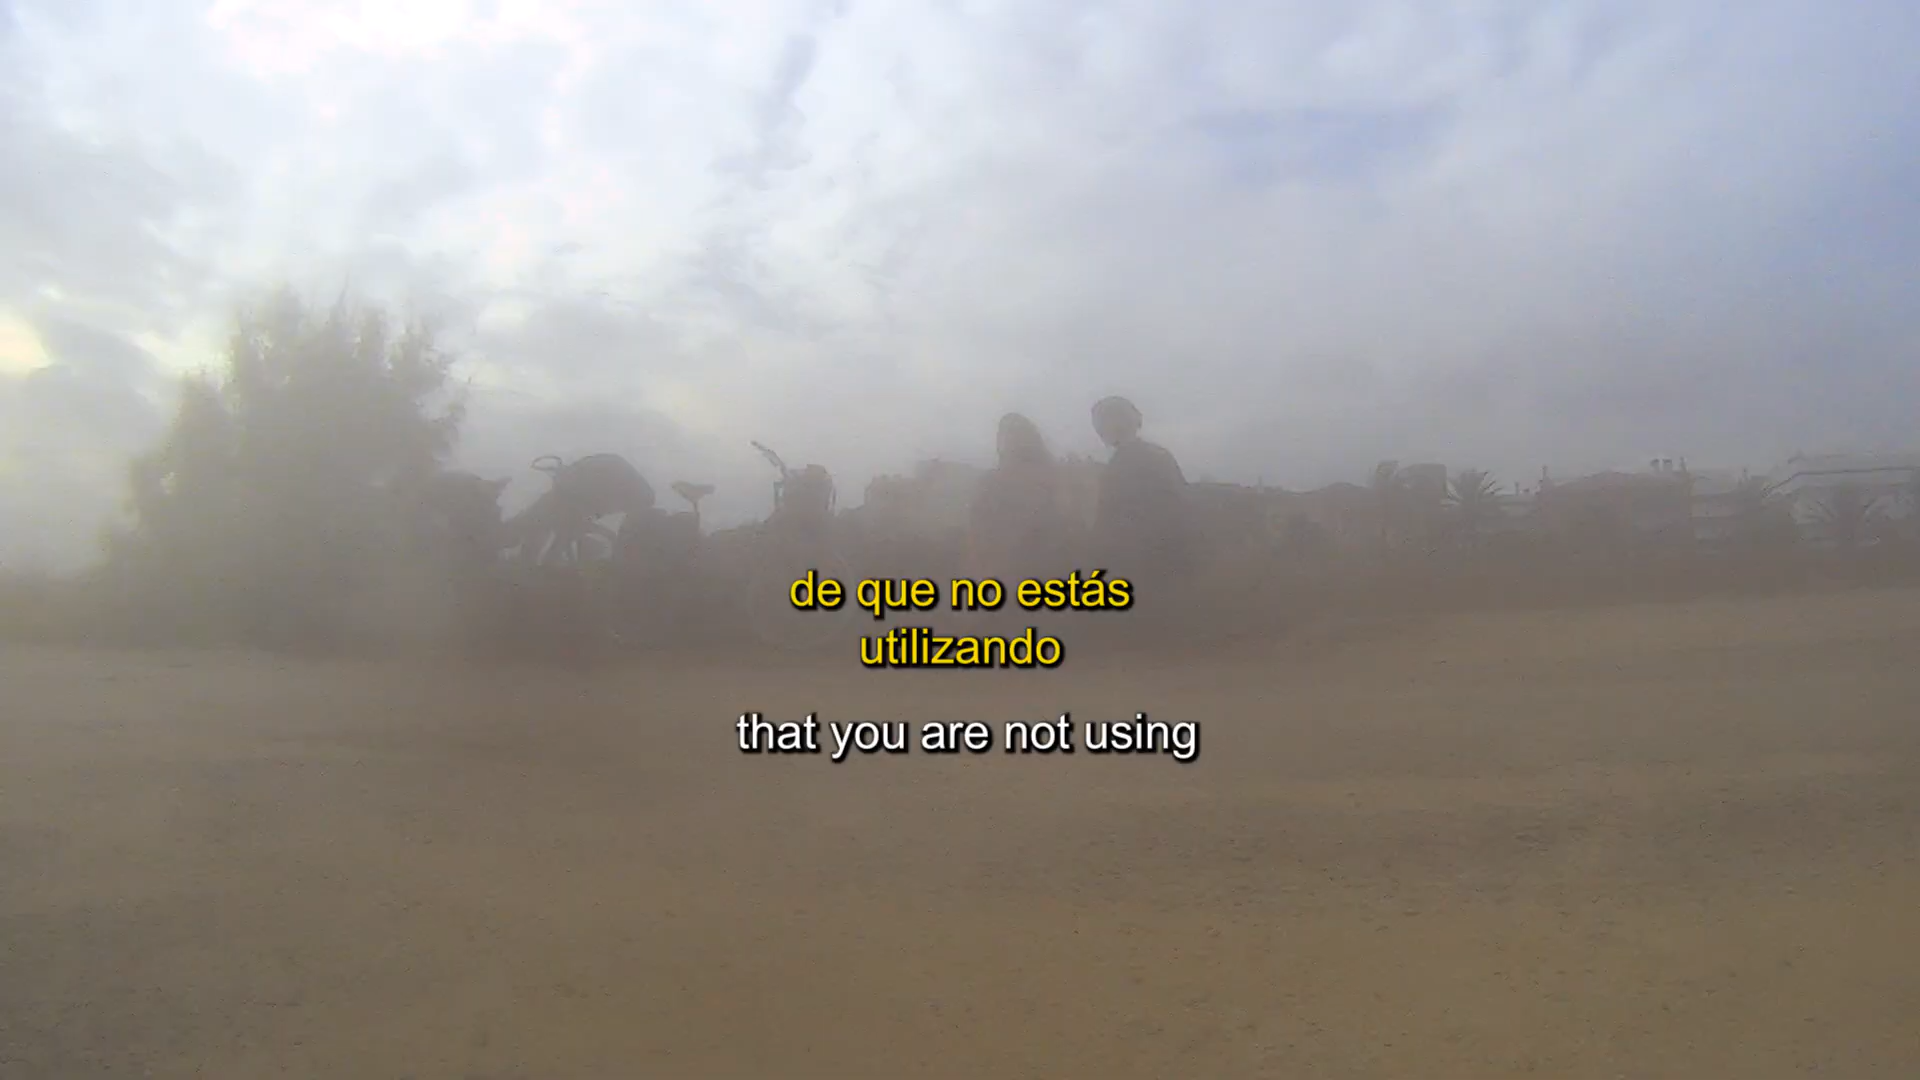 de que no estás
utilizando
that you are not using